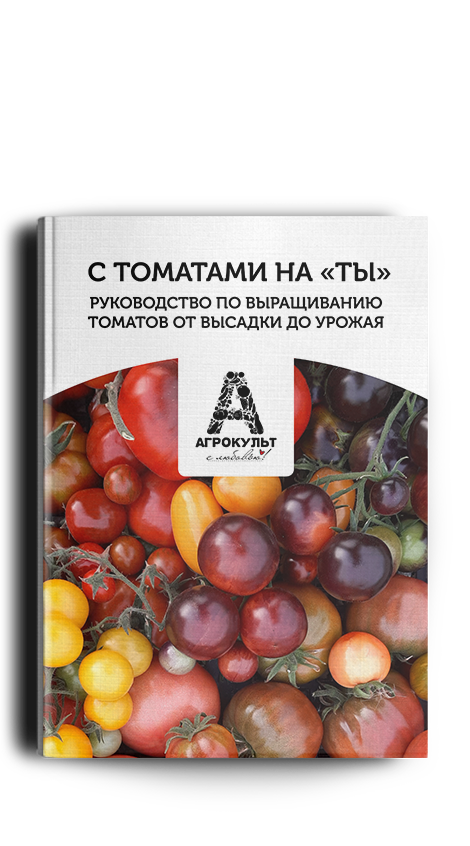 С ТОМАТАМИ НА «ТЫ»
РУКОВОДСТВО ПО ВЫРАЩИВАНИЮ
ТОМАТОВ ОТ ВЫСАДКИ ДО УРОЖАЯ
АГРОКУЛЬТ
с любовью!